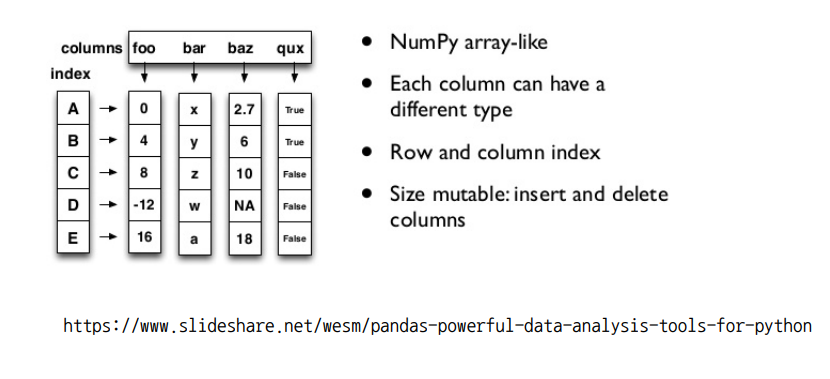 columns foo bar baz qux
index
A 0 x 2.7 True
B 4 y 6 True
C 8 z 10 False
D -12 w NA False
E 16 a 18 False
• NumPy array-like
• Each column can have a
different type
• Row and column index
• Size mutable: insert and delete
columns
https://www.slideshare.net/wesm/pandas-powerful-data-analysis-tools-for-python